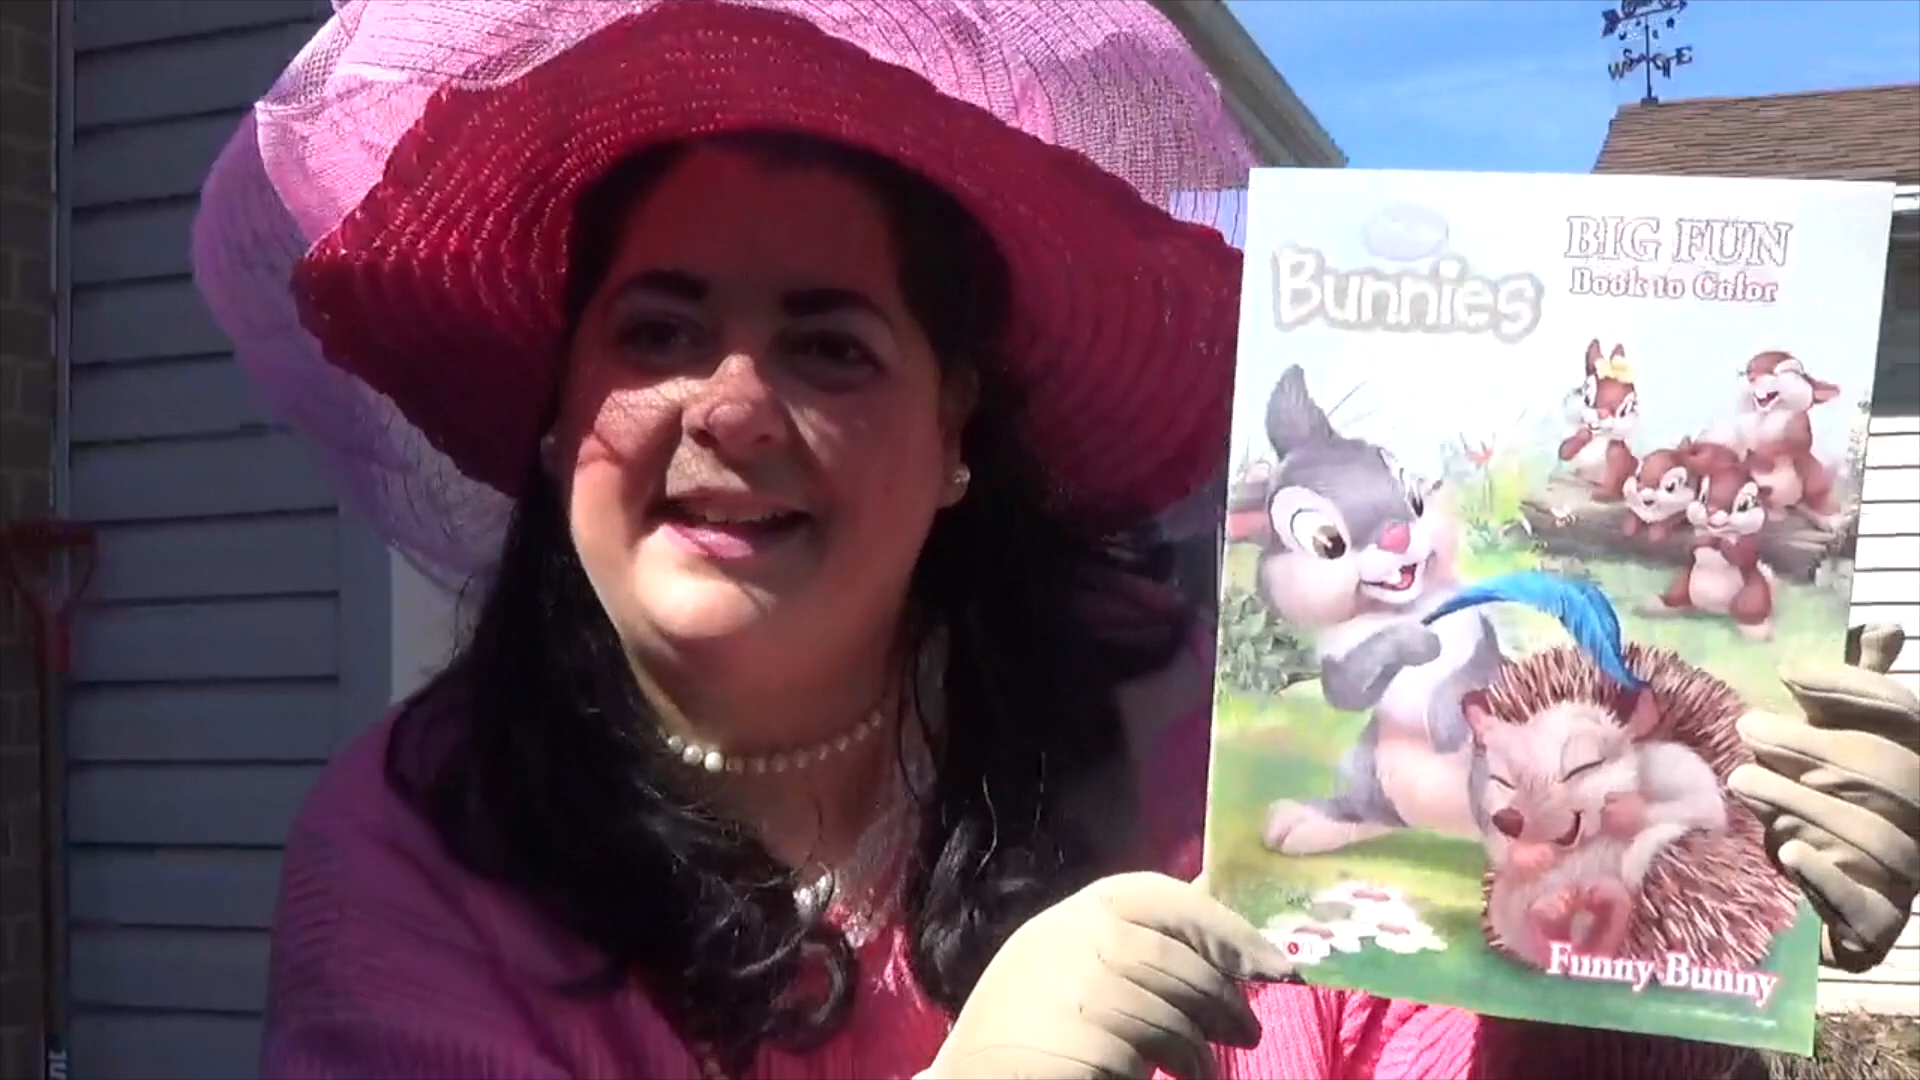 W S N E
BIG FUN
Book to Color
Bunnies
Funny Bunny